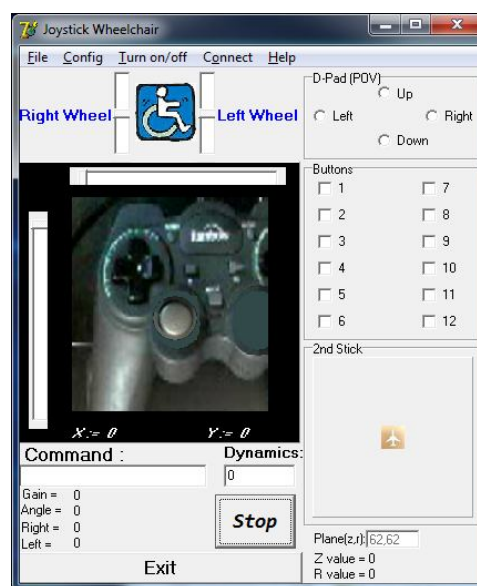 Joystick Wheelchair
File Config Turn on/off Connect Help
Right Wheel
Left Wheel
D-Pad (POV)
Up
Left
Right
Down
Buttons
1
7
2
8
3
9
4
10
5
11
6
12
2nd Stick
X:= 0
Y:= 0
Command :
Dynamics:
0
Gain = 0
Angle = 0
Right = 0
Left = 0
Stop
Exit
Plane(z,r): 62,62
Z value = 0
R value = 0